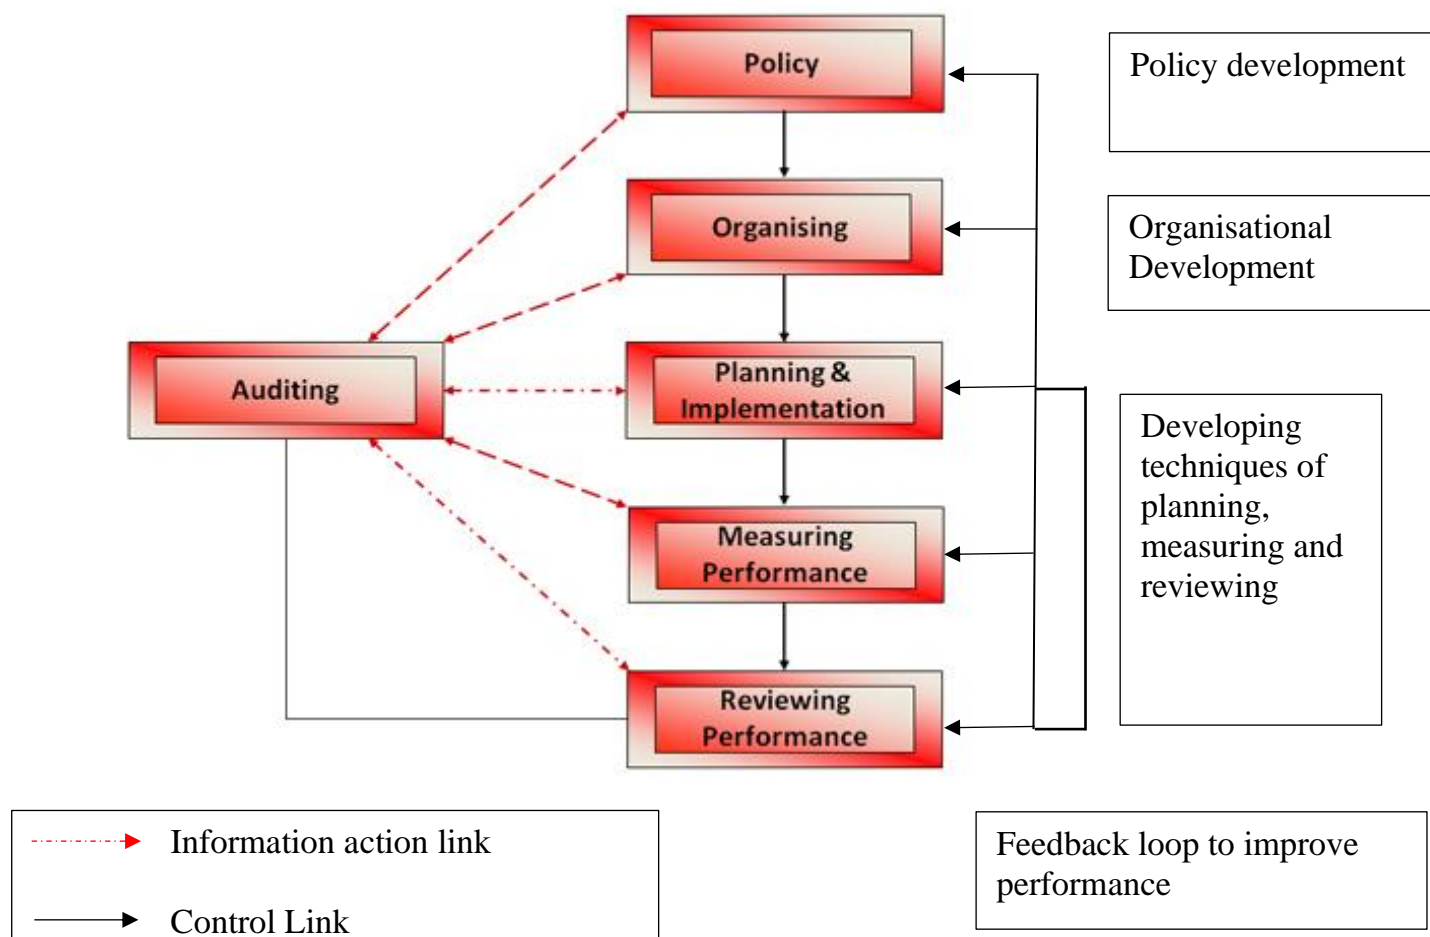 Policy
Policy development
Organising
Organisational
Development
Auditing
Planning &
Implementation
Developing
techniques of
planning,
measuring and
reviewing
Measuring
Performance
Reviewing
Performance
Information action link
Control Link
Feedback loop to improve
performance